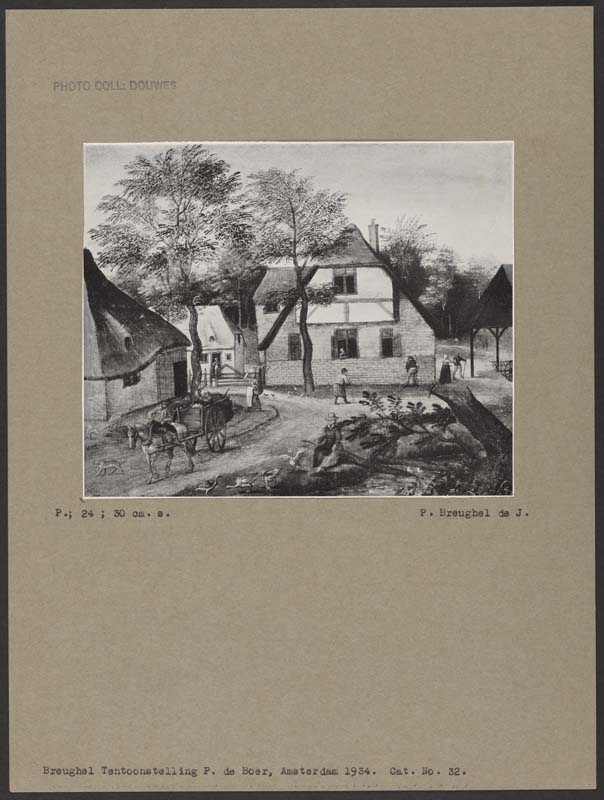 PHOTO COLL: DOUWES
P.; 24 ; 30 cm. s.
P. Breughel de J.
Breughel Tentoonstelling P. de Boer, Amsterdam 1934. Cat. No. 32.